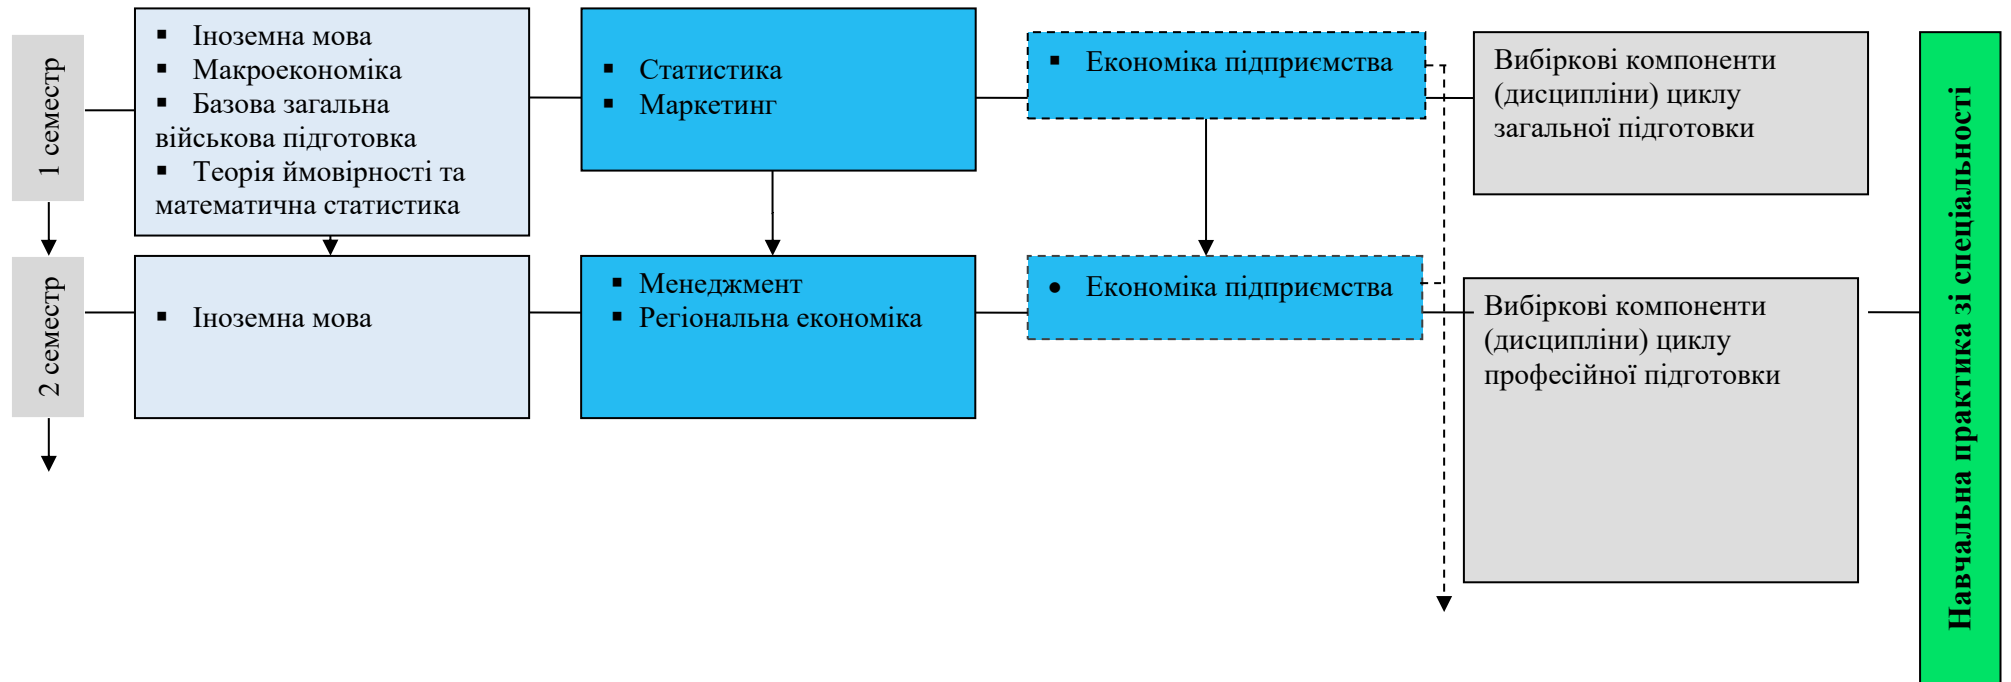 1 семестр
▪ Іноземна мова
▪ Макроекономіка
▪ Базова загальна
військова підготовка
▪ Теорія ймовірності та
математична статистика
▪ Статистика
▪ Маркетинг
▪ Економіка підприємства
Вибіркові компоненти
(дисципліни) циклу
загальної підготовки
2 семестр
▪ Іноземна мова
▪ Менеджмент
▪ Регіональна економіка
• Економіка підприємства
Вибіркові компоненти
(дисципліни) циклу
професійної підготовки
Навчальна практика зі спеціальності